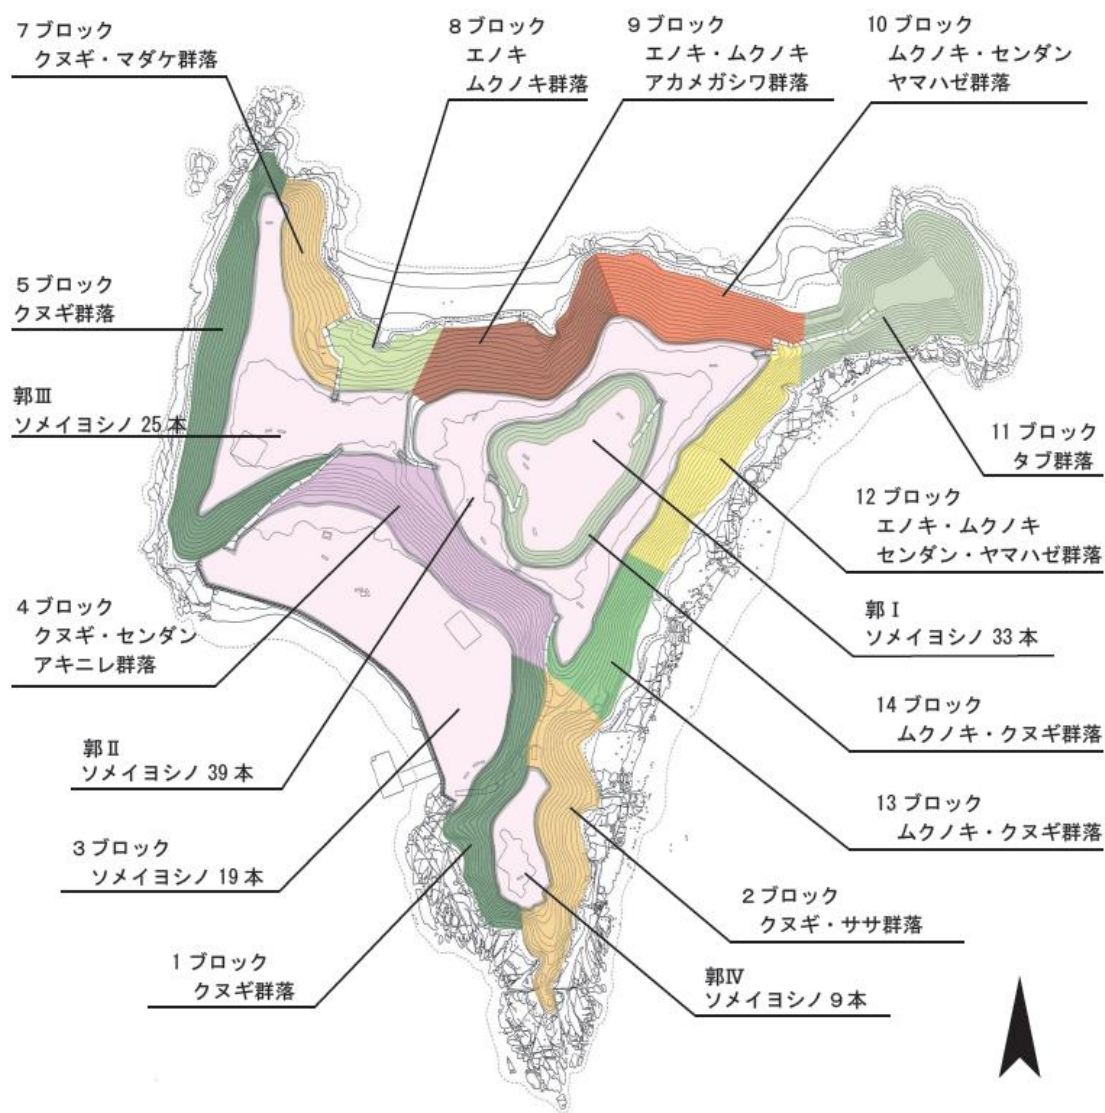 7ブロック
クヌギ・マダケ群落
8ブロック
エノキ
ムクノキ群落
9ブロック
エノキ・ムクノキ
アカメガシワ群落
10ブロック
ムクノキ・センダン
ヤマハゼ群落
5ブロック
クヌギ群落
郭Ⅲ
ソメイヨシノ 25本
11ブロック
タブ群落
12ブロック
エノキ・ムクノキ
センダン・ヤマハゼ群落
4ブロック
クヌギ・センダン
アキニレ群落
郭Ⅰ
ソメイヨシノ 33本
14ブロック
ムクノキ・クヌギ群落
郭Ⅱ
ソメイヨシノ 39本
13ブロック
ムクノキ・クヌギ群落
3ブロック
ソメイヨシノ 19本
2ブロック
クヌギ・ササ群落
1ブロック
クヌギ群落
郭Ⅳ
ソメイヨシノ 9本